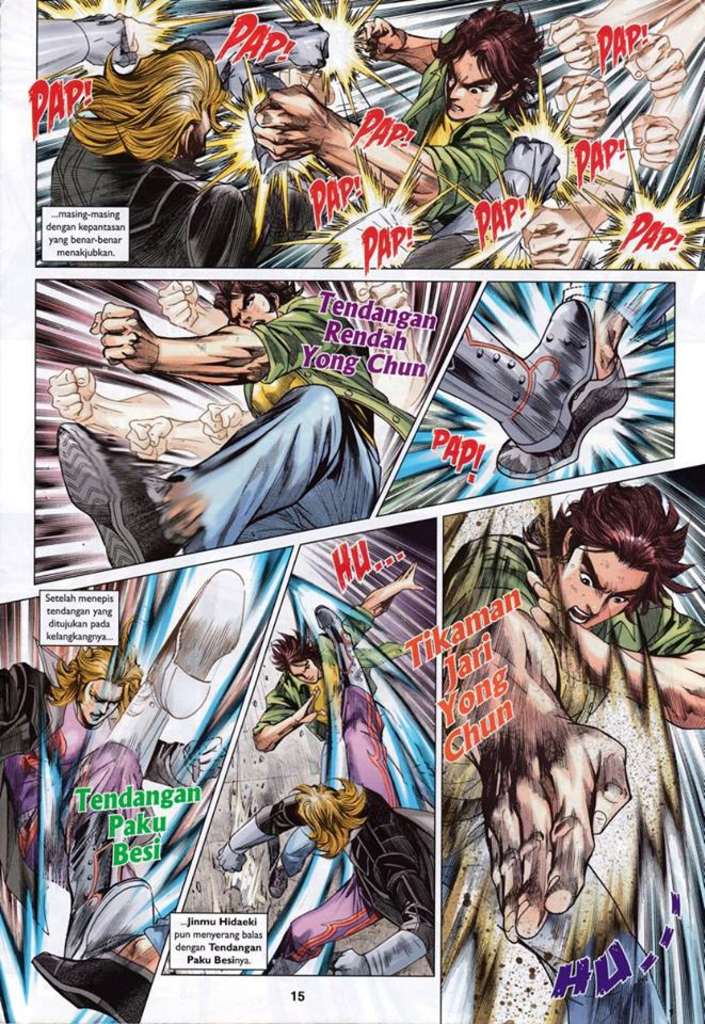 PAP!
PAP!
PAP!
PAP!
PAP!
PAP!
PAP!
PAP!
PAP!
PAP!
PAP!
...masing-masing
dengan kepantasan
yang benar-benar
menakjubkan.
Tendangan
Rendah
Yong Chun
PAP!
Setelah menepis
tendangan yang
ditujukan pada
kelangkangnya...
Tendangan
Paku
Besi
HU...
...Jinmu Hidaeki
pun menyerang balas
dengan Tendangan
Paku Besinya.
Tikaman
Jari
Yong
Chun
HU...
15